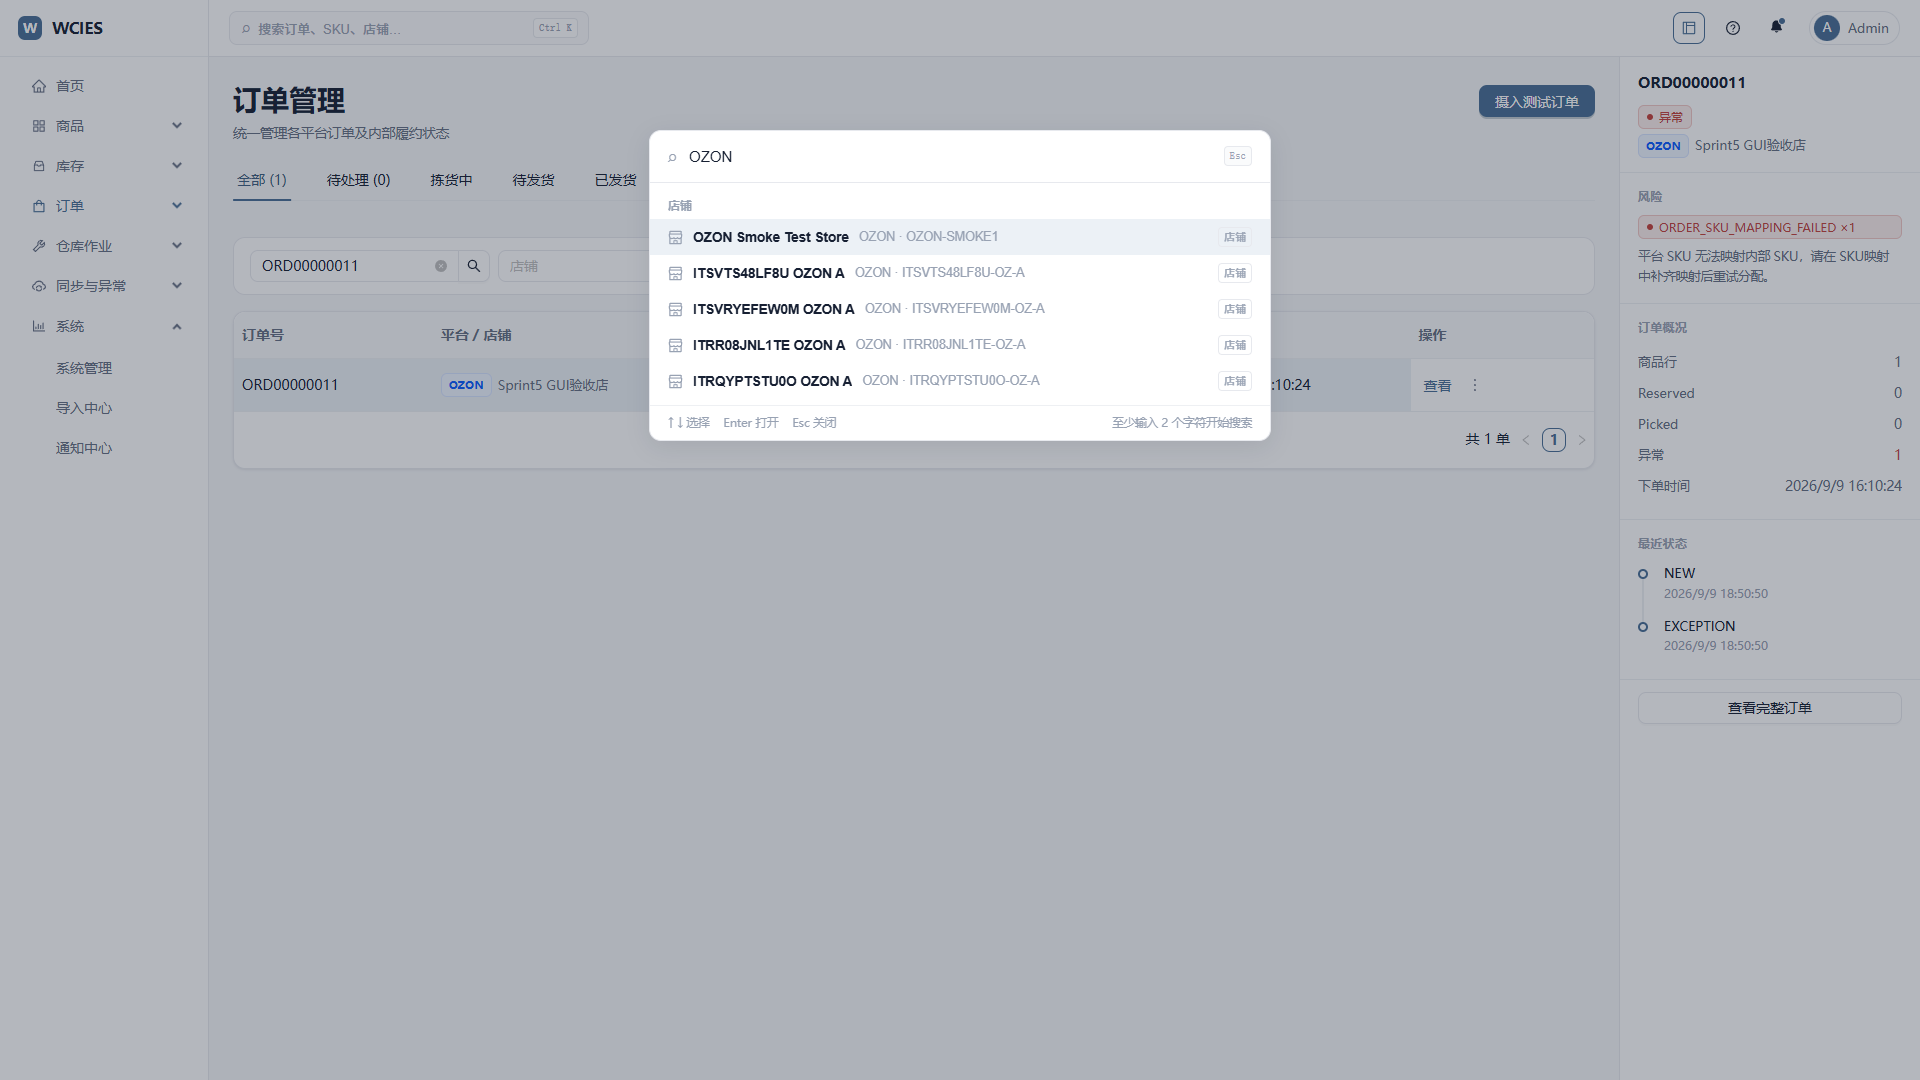 W WCIES
搜索订单、SKU、店铺... Ctrl K
A Admin
首页
商品
库存
订单
仓库作业
同步与异常
系统
系统管理
导入中心
通知中心
订单管理
统一管理各平台订单及内部履约状态
摄入测试订单
全部 (1) 待处理 (0) 拣货中 待发货 已发货
ORD00000011 店铺
订单号 平台 / 店铺 操作
ORD00000011 OZON Sprint5 GUI验收店 :10:24 查看
共 1 单 1
OZON Esc
店铺
OZON Smoke Test Store OZON · OZON-SMOKE1 店铺
ITSVTS48LF8U OZON A OZON · ITSVTS48LF8U-OZ-A 店铺
ITSVRYEFEW0M OZON A OZON · ITSVRYEFEW0M-OZ-A 店铺
ITRR08JNL1TE OZON A OZON · ITRR08JNL1TE-OZ-A 店铺
ITRQYPTSTU0O OZON A OZON · ITRQYPTSTU0O-OZ-A 店铺
↑↓选择 Enter 打开 Esc 关闭 至少输入 2 个字符开始搜索
ORD00000011
异常
OZON Sprint5 GUI验收店
风险
ORDER_SKU_MAPPING_FAILED ×1
平台 SKU 无法映射内部 SKU，请在 SKU映射
中补齐映射后重试分配。
订单概况
商品行 1
Reserved 0
Picked 0
异常 1
下单时间 2026/9/9 16:10:24
最近状态
NEW
2026/9/9 18:50:50
EXCEPTION
2026/9/9 18:50:50
查看完整订单